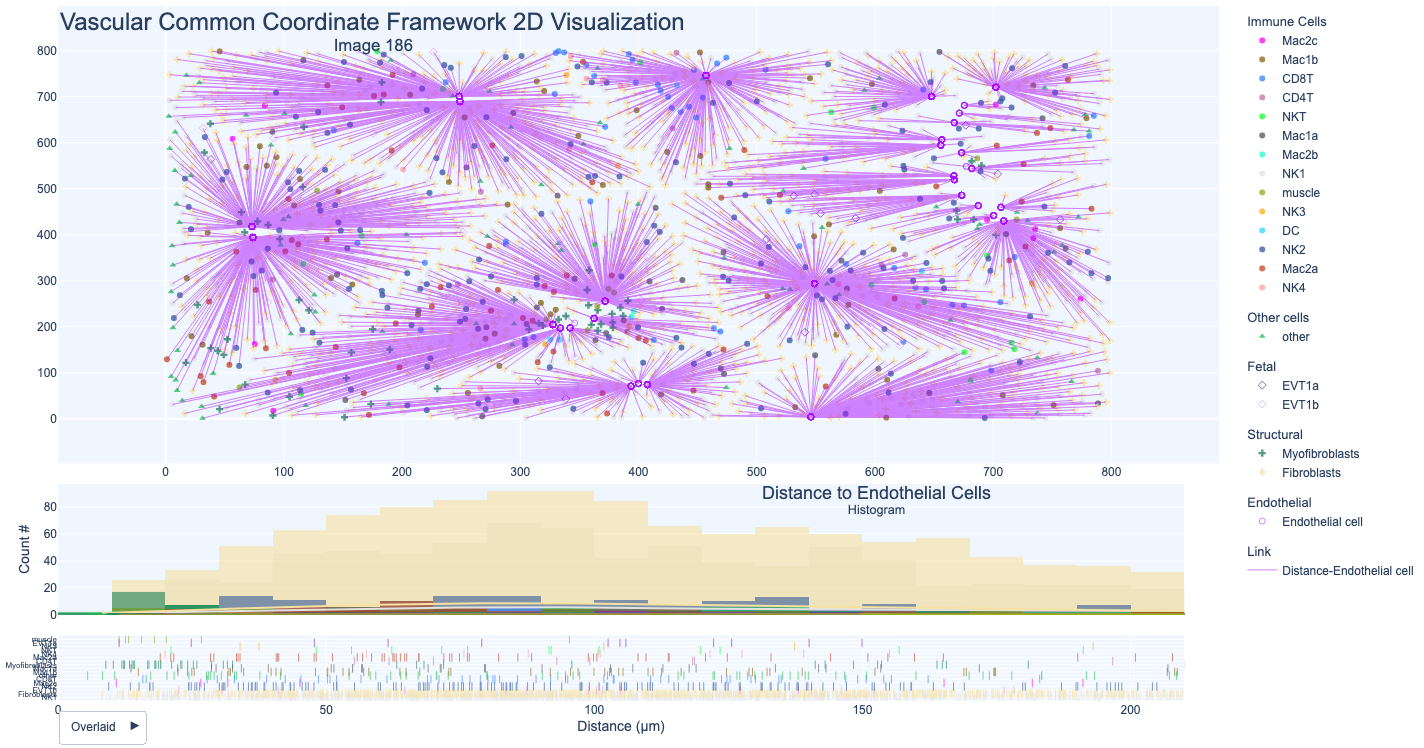 Vascular Common Coordinate Framework 2D Visualization
Image 186
800
700
600
500
400
300
200
100
0
0 100 200 300 400 500 600 700 800
Immune Cells
Mac2c
Mac1b
CD8T
CD4T
NKT
Mac1a
Mac2b
NK1
muscle
NK3
DC
NK2
Mac2a
NK4
Other cells
other
Fetal
EVT1a
EVT1b
Structural
Myofibroblasts
Fibroblasts
Endothelial
Endothelial cell
Link
Distance-Endothelial cell
Distance to Endothelial Cells
Histogram
Count #
80
60
40
20
0
muscle
Myofibroblasts
0 50 100 150 200
Distance (μm)
Overlaid ►